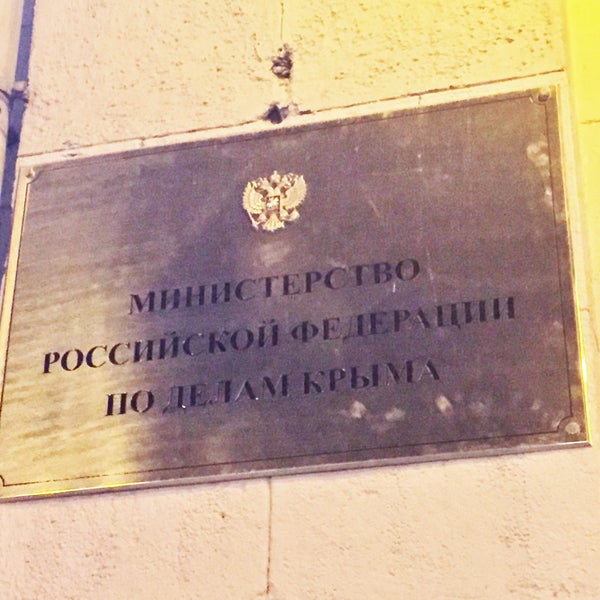 МИНИСТЕРСТВО
РОССИЙСКОЙ ФЕДЕРАЦИИ
ПО ДЕЛАМ КРЫМА